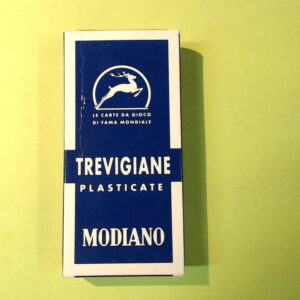 LE CARTE DA GIOCO
DI FAMA MONDIALE
TREVIGIANE
PLASTICATE
MODIANO